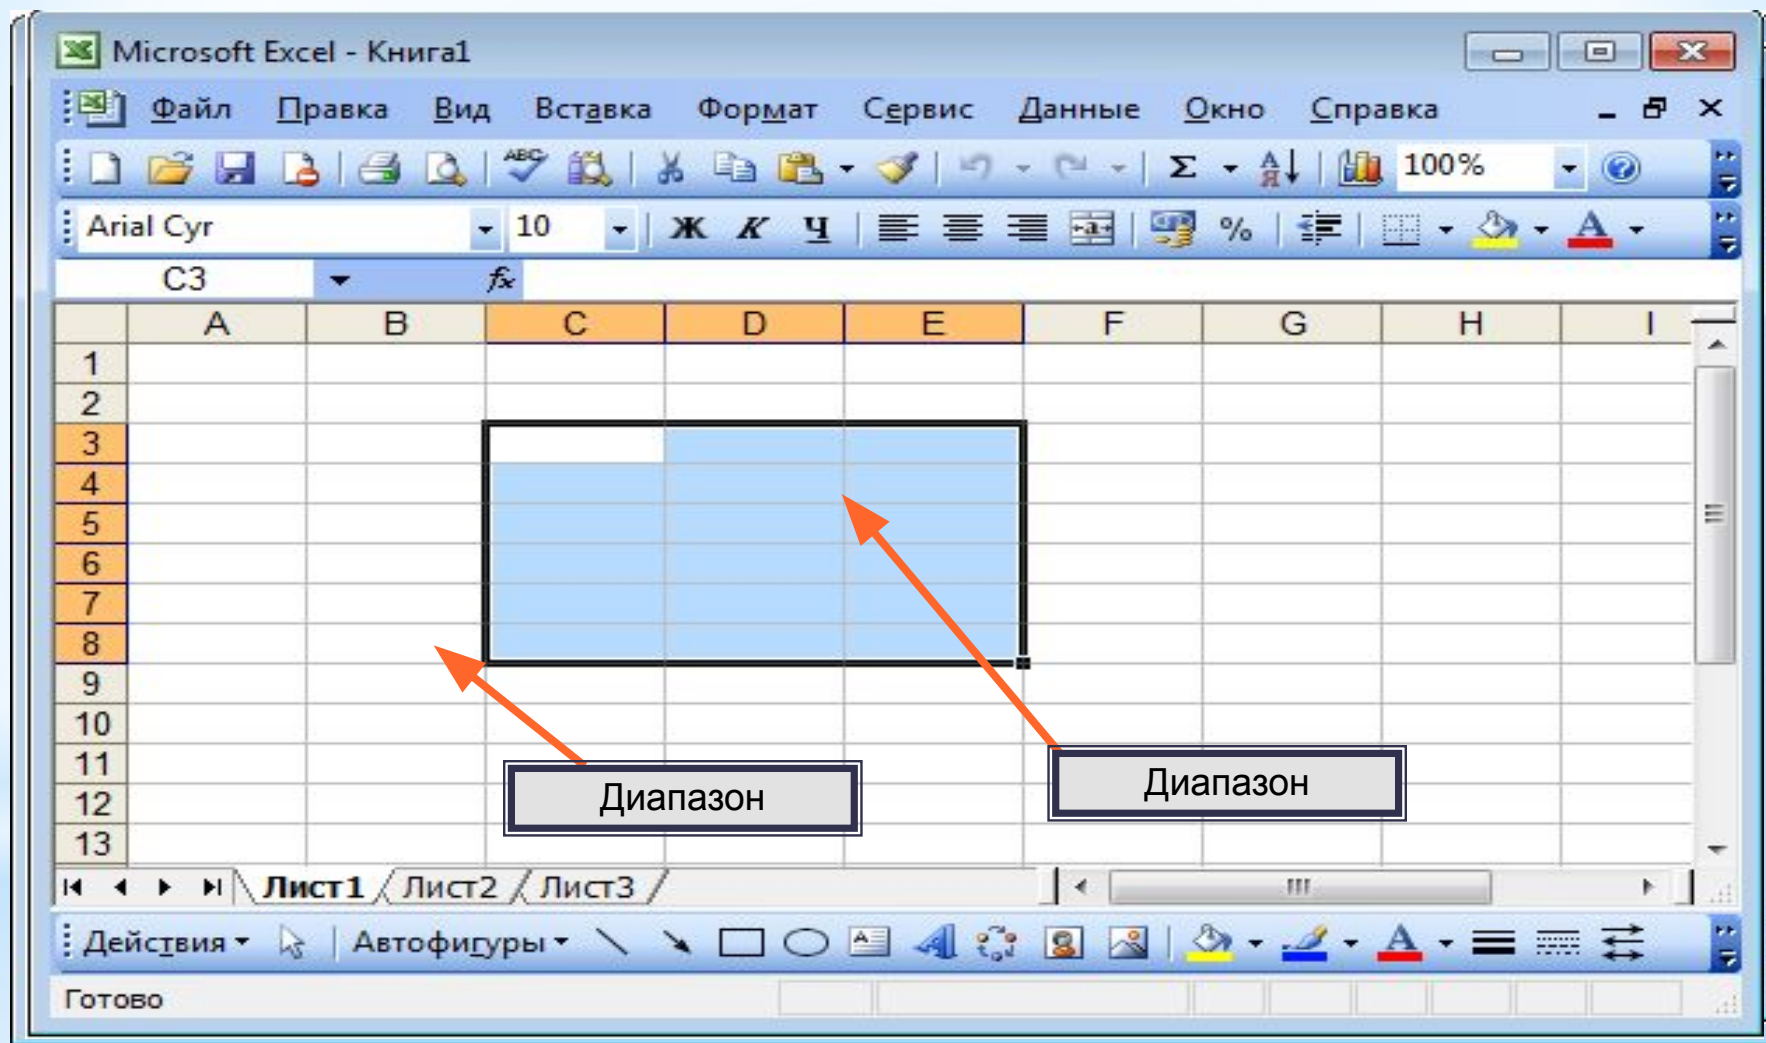 Microsoft Excel - Книга1
Файл Правка Вид Вставка Формат Сервис Данные Окно Справка
ABC Σ А Я 100% ?
Arial Cyr 10 Ж К Ч a % A
C3 fx
A B C D E F G H I
1
2
3
4
5
6
7
8
9
10
11
12
13
Диапазон Диапазон
Лист1 Лист2 Лист3
Действия Автофигуры A A A
Готово